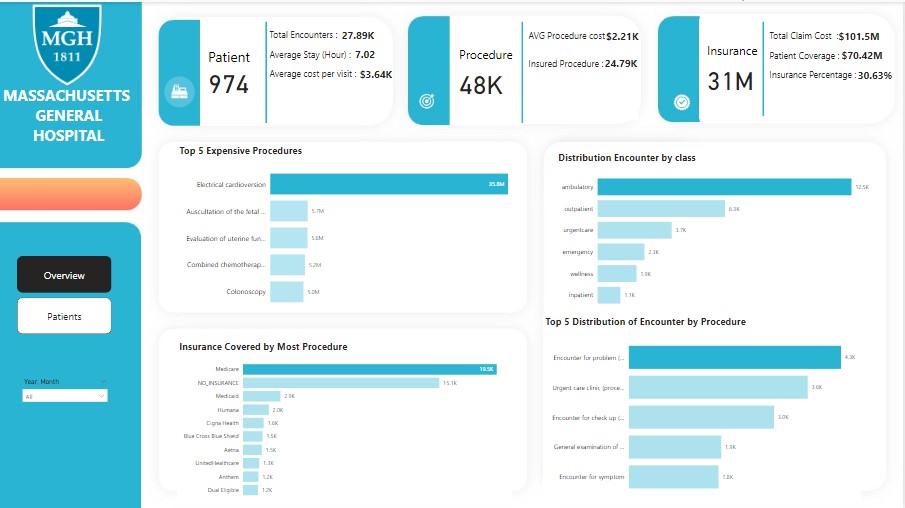 MGH
1811
MASSACHUSETTS
GENERAL
HOSPITAL
Overview
Patients
Year, Month
All
Patient
974
Total Encounters : 27.89K
Average Stay (Hour) : 7.02
Average cost per visit : $3.64K
Procedure
48K
AVG Procedure cost $2.21K
Insured Procedure : 24.79K
Insurance
31M
Total Claim Cost : $101.5M
Patient Coverage : $70.42M
Insurance Percentage : 30.63%
Top 5 Expensive Procedures
Electrical cardioversion 35.8M
Auscultation of the fetal ... 5.7M
Evaluation of uterine fun... 5.6M
Combined chemotherap... 5.2M
Colonoscopy 5.0M
Distribution Encounter by class
ambulatory 12.5K
outpatient 6.3K
urgentcare 3.7K
emergency 2.3K
wellness 1.9K
inpatient 1.1K
Insurance Covered by Most Procedure
Medicare 19.5K
NO_INSURANCE 15.1K
Medicaid 2.9K
Humana 2.0K
Cigna Health 1.6K
Blue Cross Blue Shield 1.5K
Aetna 1.5K
UnitedHealthcare 1.3K
Anthem 1.2K
Dual Eligible 1.2K
Top 5 Distribution of Encounter by Procedure
Encounter for problem (... 4.3K
Urgent care clinic (proce... 3.6K
Encounter for check up (... 3.0K
General examination of ... 1.9K
Encounter for symptom 1.8K